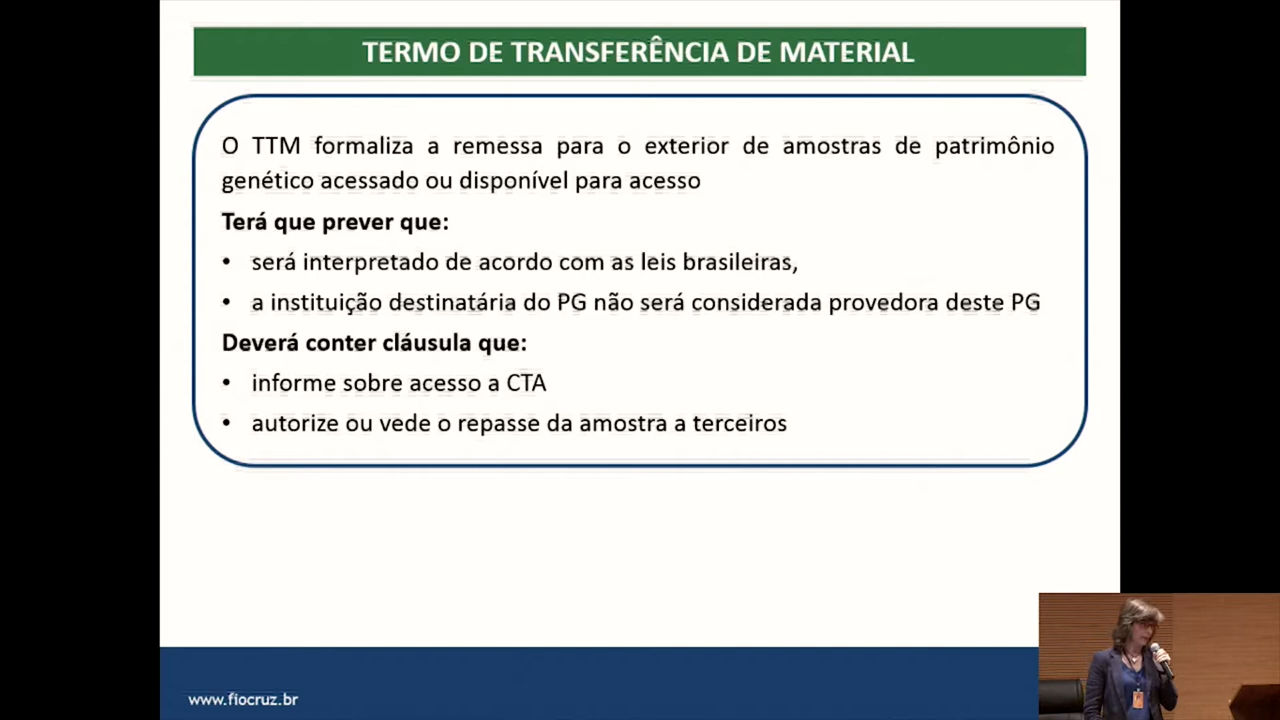 TERMO DE TRANSFERÊNCIA DE MATERIAL
O TTM formaliza a remessa para o exterior de amostras de patrimônio
genético acessado ou disponível para acesso
Terá que prever que:
• será interpretado de acordo com as leis brasileiras,
• a instituição destinatária do PG não será considerada provedora deste PG
Deverá conter cláusula que:
• informe sobre acesso a CTA
• autorize ou vede o repasse da amostra a terceiros
www.fiocruz.br